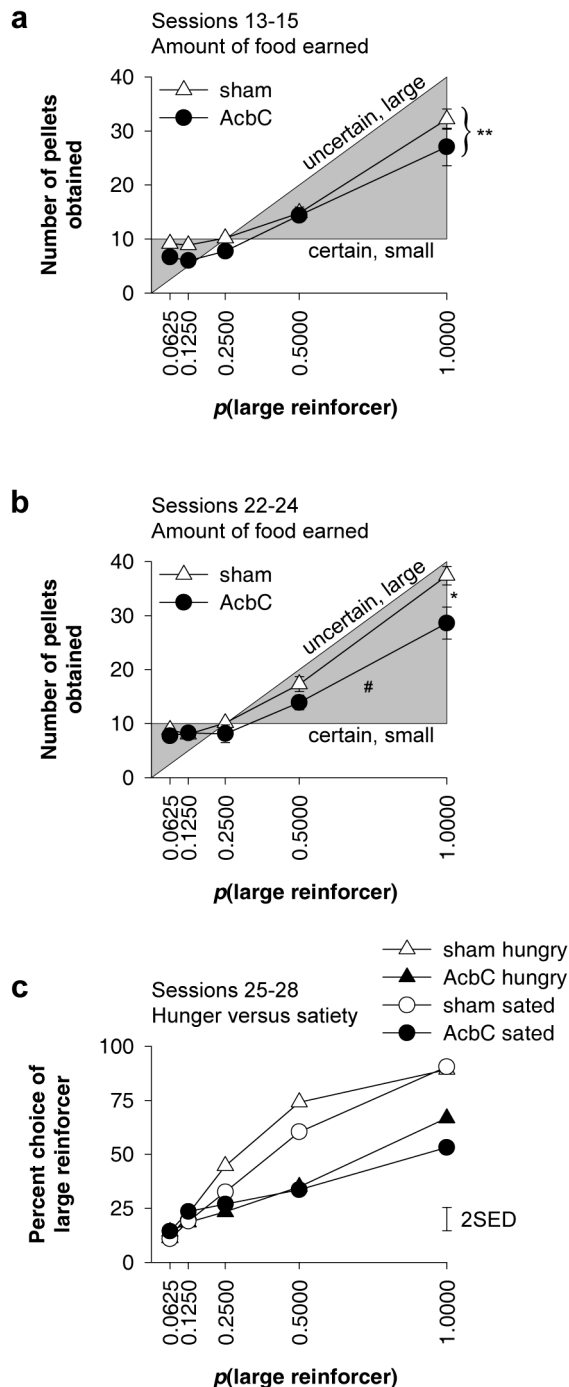 a
Sessions 13-15
Amount of food earned
40
30
20
10
0
Number of pellets
obtained
sham
AcbC
uncertain, large
certain, small
**
0.0625
0.1250
0.2500
0.5000
1.0000
p(large reinforcer)
b
Sessions 22-24
Amount of food earned
40
30
20
10
0
Number of pellets
obtained
sham
AcbC
uncertain, large
certain, small
*
#
0.0625
0.1250
0.2500
0.5000
1.0000
p(large reinforcer)
c
Sessions 25-28
Hunger versus satiety
sham hungry
AcbC hungry
sham sated
AcbC sated
100
75
50
25
0
Percent choice of
large reinforcer
2SED
0.0625
0.1250
0.2500
0.5000
1.0000
p(large reinforcer)